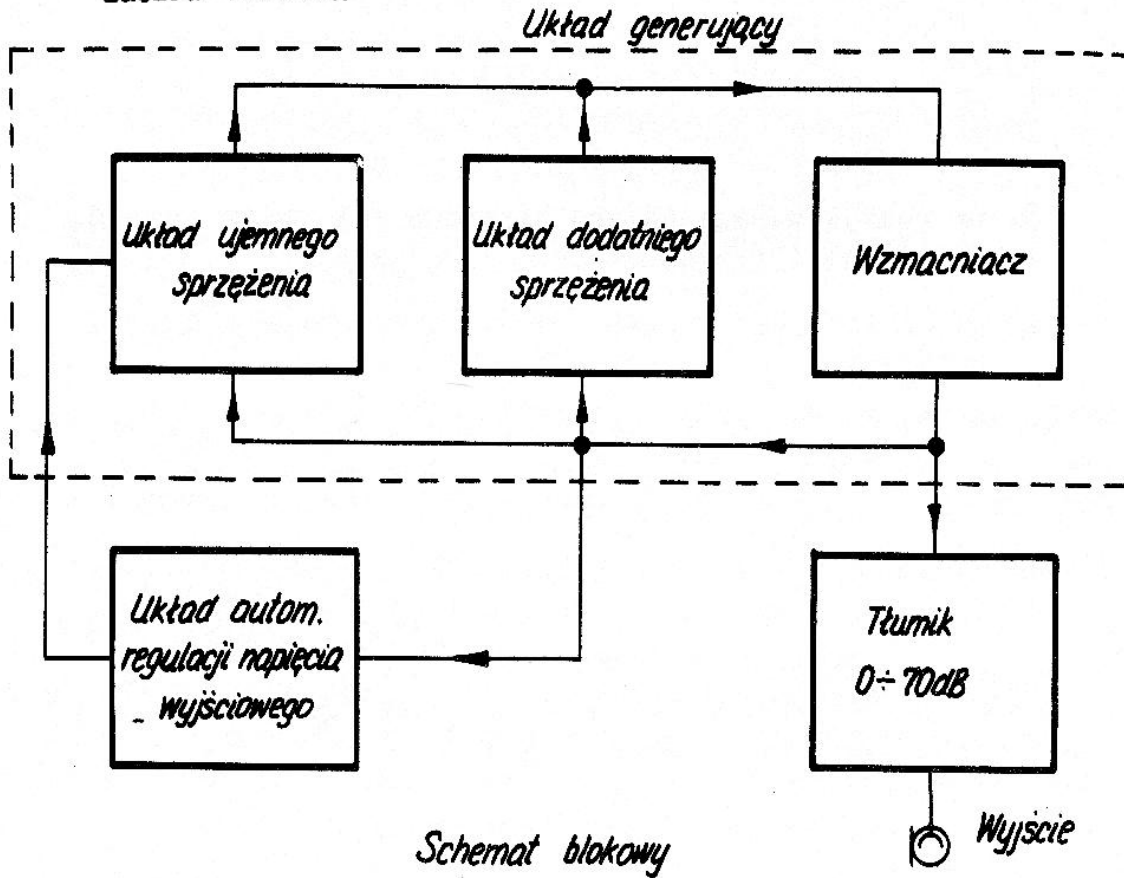 Układ generujący
Układ ujemnego
sprzężenia
Układ dodatniego
sprzężenia
Wzmacniacz
Układ autom.
regulacji napięcia
wyjściowego
Tłumik
0÷70dB
Wyjście
Schemat blokowy